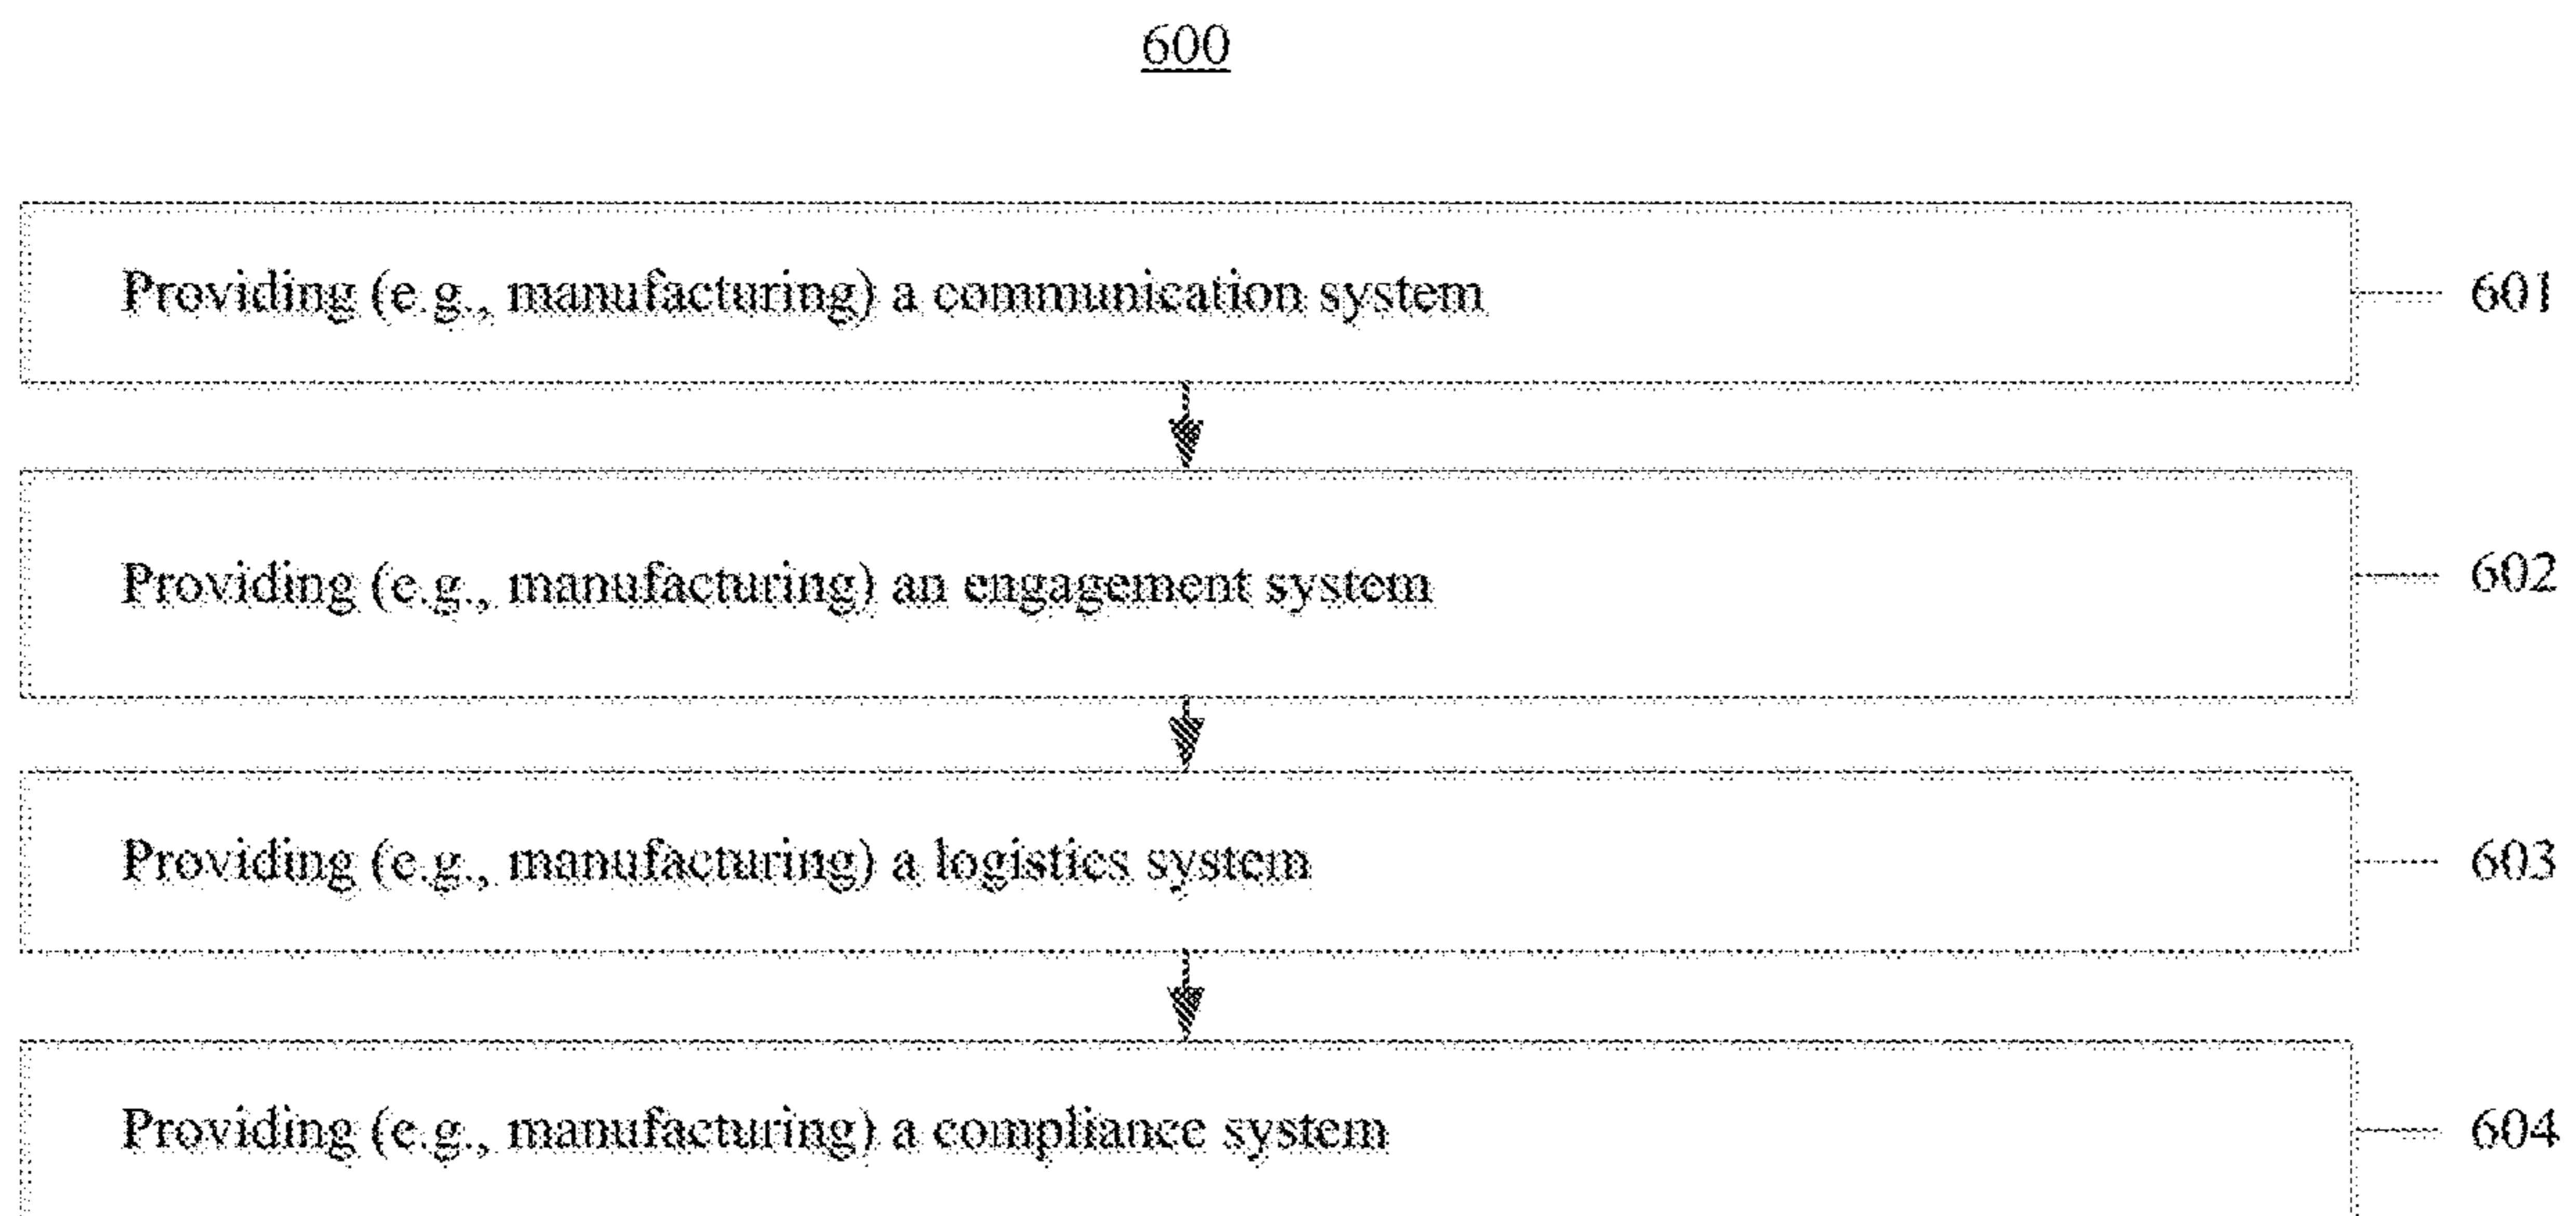 600
Providing (e.g., manufacturing) a communication system 601
Providing (e.g., manufacturing) an engagement system 602
Providing (e.g., manufacturing) a logistics system 603
Providing (e.g., manufacturing) a compliance system 604